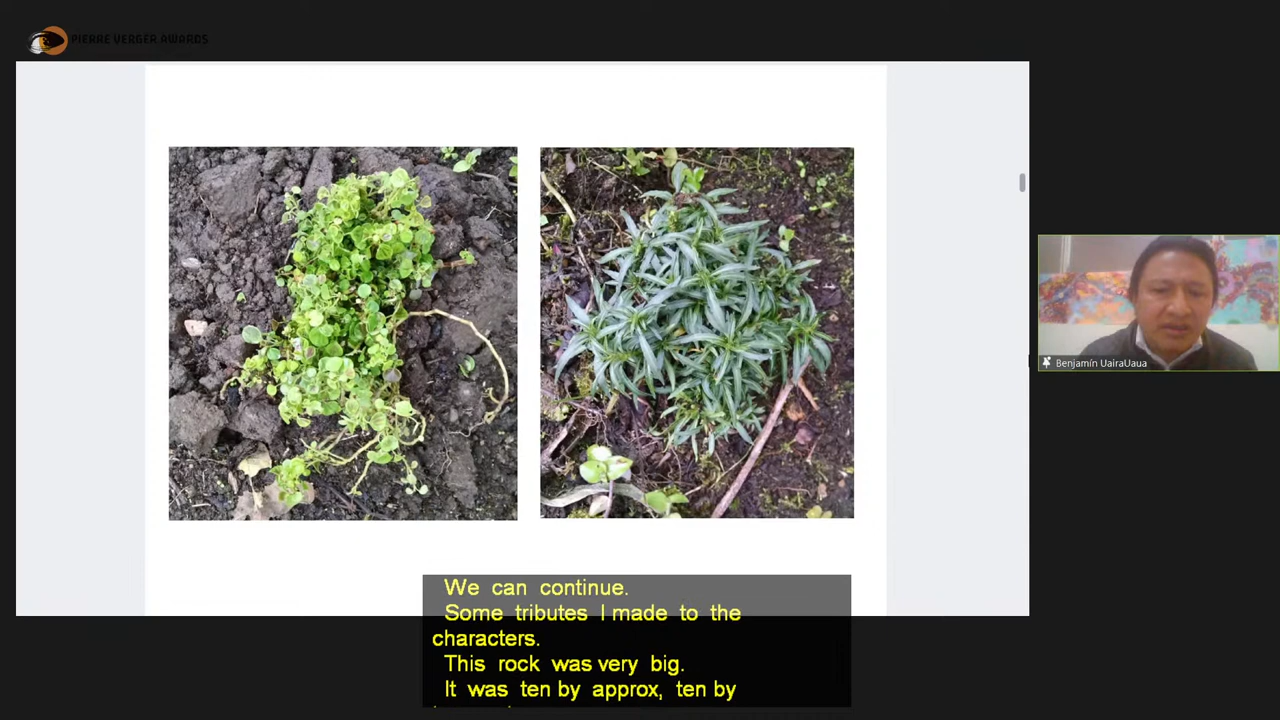 PIERRE VERGER AWARDS
Benjamín UairaUaua
We can continue.
Some tributes I made to the
characters.
This rock was very big.
It was ten by approx, ten by